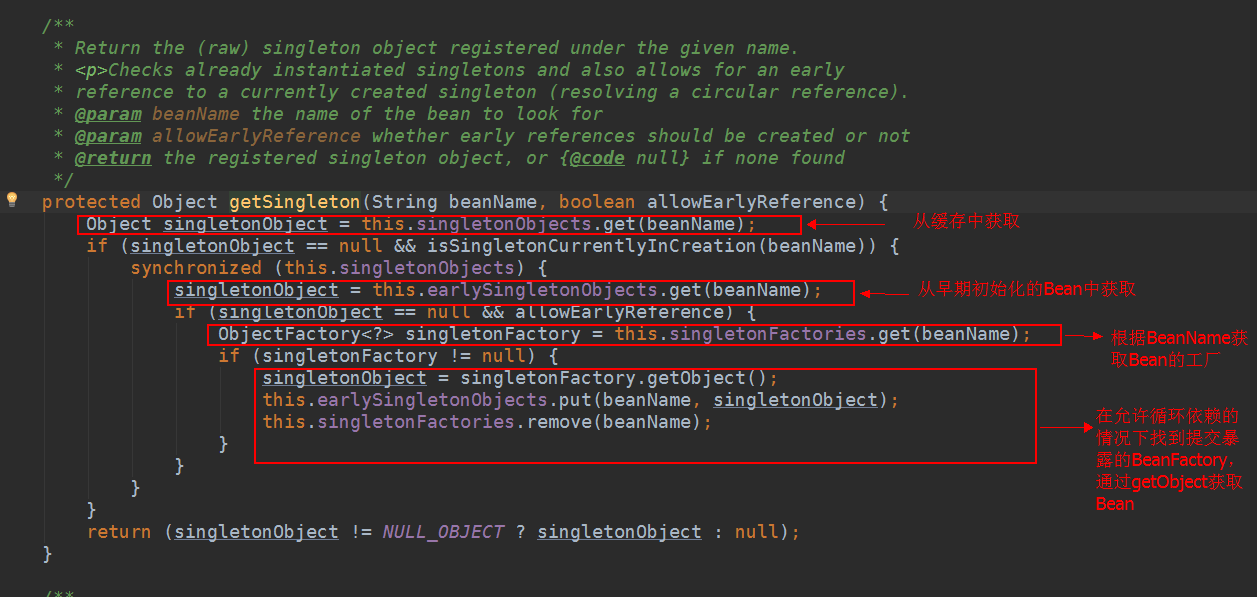 /**
* Return the (raw) singleton object registered under the given name.
* <p>Checks already instantiated singletons and also allows for an early
* reference to a currently created singleton (resolving a circular reference).
* @param beanName the name of the bean to look for
* @param allowEarlyReference whether early references should be created or not
* @return the registered singleton object, or {@code null} if none found
*/
protected Object getSingleton(String beanName, boolean allowEarlyReference) {
Object singletonObject = this.singletonObjects.get(beanName);
从缓存中获取
if (singletonObject == null && isSingletonCurrentlyInCreation(beanName)) {
synchronized (this.singletonObjects) {
singletonObject = this.earlySingletonObjects.get(beanName);
从早期初始化的Bean中获取
if (singletonObject == null && allowEarlyReference) {
ObjectFactory<?> singletonFactory = this.singletonFactories.get(beanName);
根据BeanName获
取Bean的工厂
if (singletonFactory != null) {
singletonObject = singletonFactory.getObject();
this.earlySingletonObjects.put(beanName, singletonObject);
this.singletonFactories.remove(beanName);
在允许循环依赖的
情况下找到提交暴
露的BeanFactory,
通过getObject获取
Bean
}
}
}
}
return (singletonObject != NULL_OBJECT ? singletonObject : null);
}
/**